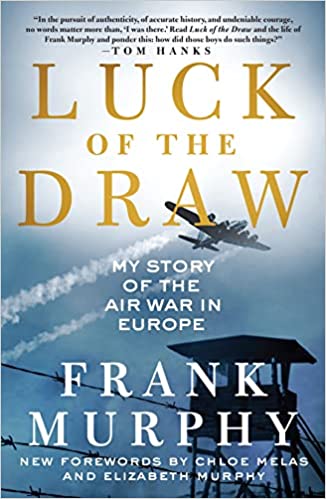 "In the pursuit of authenticity, of accurate history, and undeniable courage,
no words matter more than, 'I was there.' Read Luck of the Draw and the life of
Frank Murphy and ponder this: how did those boys do such things?"
—TOM HANKS
LUCK
OF THE
DRAW
MY STORY
OF THE
AIR WAR IN
EUROPE
FRANK
MURPHY
NEW FOREWORDS BY CHLOE MELAS
AND ELIZABETH MURPHY